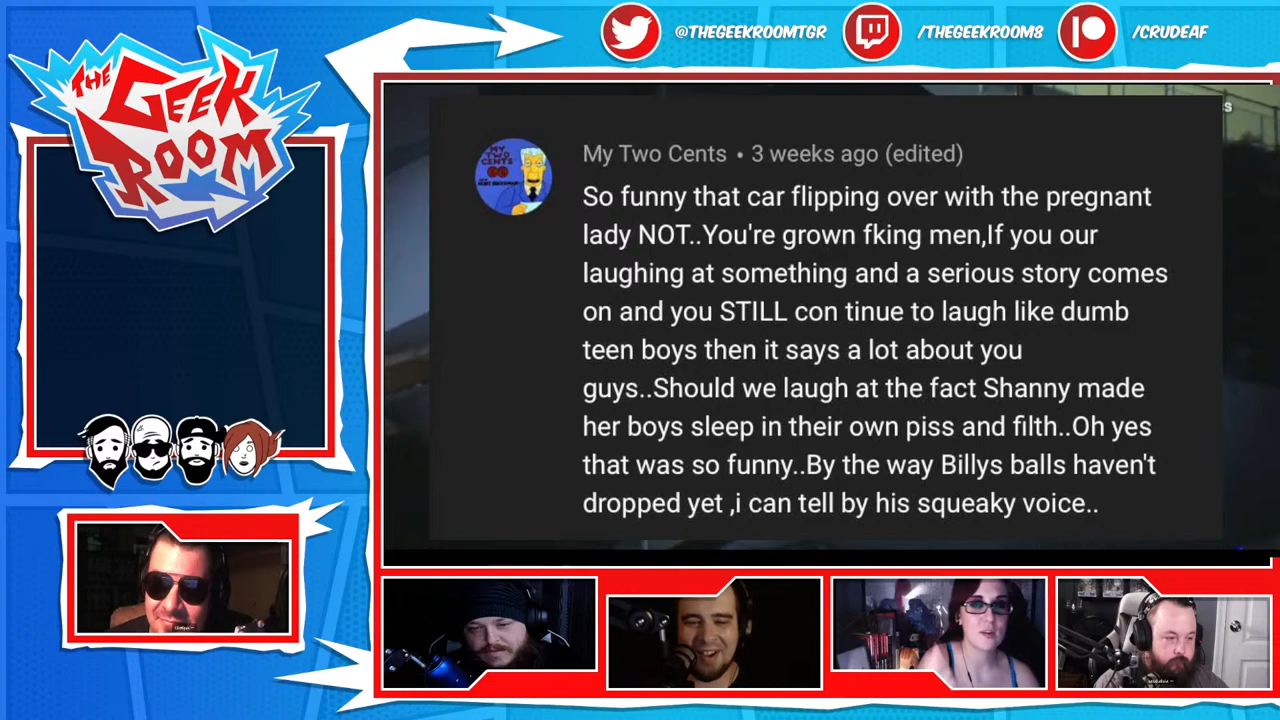 @THEGEEKROOMTGR
/THEGEEKROOM8
/CRUDEAF
THE
GEEK
ROOM
s
MY TWO
CENTS
My Two Cents • 3 weeks ago (edited)
So funny that car flipping over with the pregnant
lady NOT..You're grown fking men,If you our
laughing at something and a serious story comes
on and you STILL con tinue to laugh like dumb
teen boys then it says a lot about you
guys..Should we laugh at the fact Shanny made
her boys sleep in their own piss and filth..Oh yes
that was so funny..By the way Billys balls haven't
dropped yet ,i can tell by his squeaky voice..